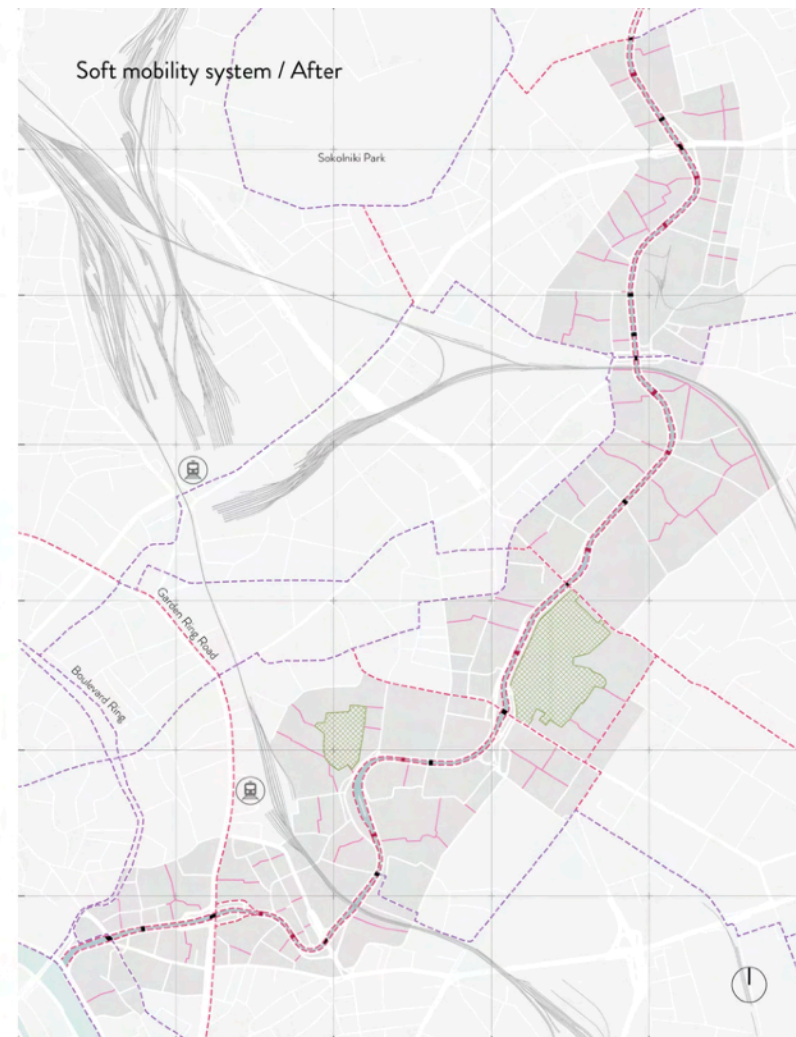 Soft mobility system / After
Sokolniki Park
Garden Ring Road
Boulevard Ring